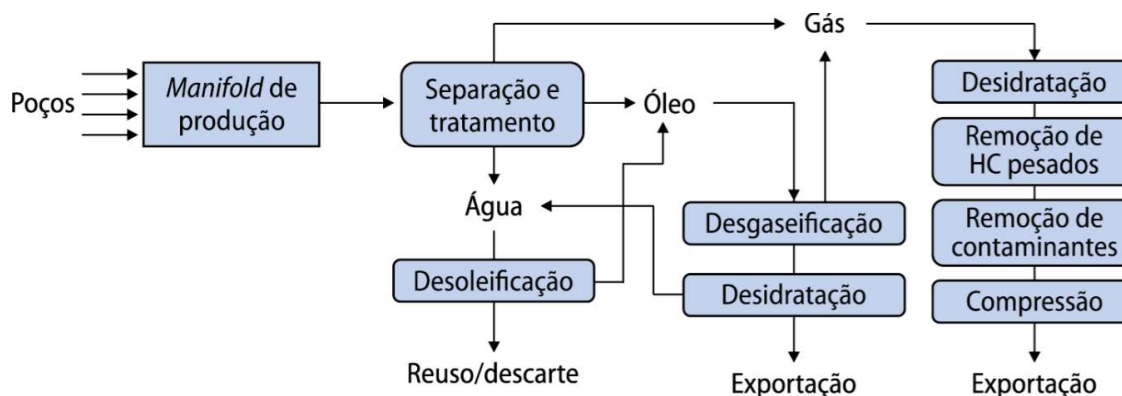 Gás
Poços
Manifold de
produção
Separação e
tratamento
Óleo
Desidratação
Remoção de
HC pesados
Água
Desgaseificação
Remoção de
contaminantes
Desoleificação
Desidratação
Compressão
Reuso/descarte
Exportação
Exportação